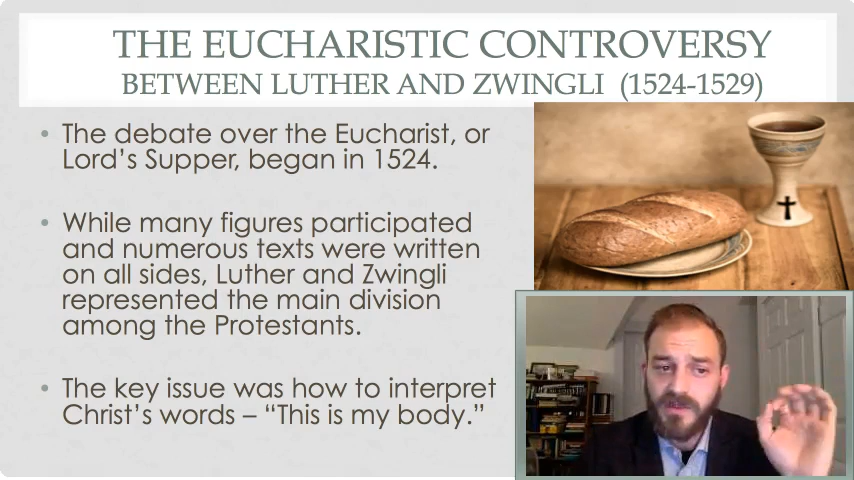 THE EUCHARISTIC CONTROVERSY
BETWEEN LUTHER AND ZWINGLI (1524-1529)
• The debate over the Eucharist, or
Lord's Supper, began in 1524.
• While many figures participated
and numerous texts were written
on all sides, Luther and Zwingli
represented the main division
among the Protestants.
• The key issue was how to interpret
Christ's words – “This is my body.”